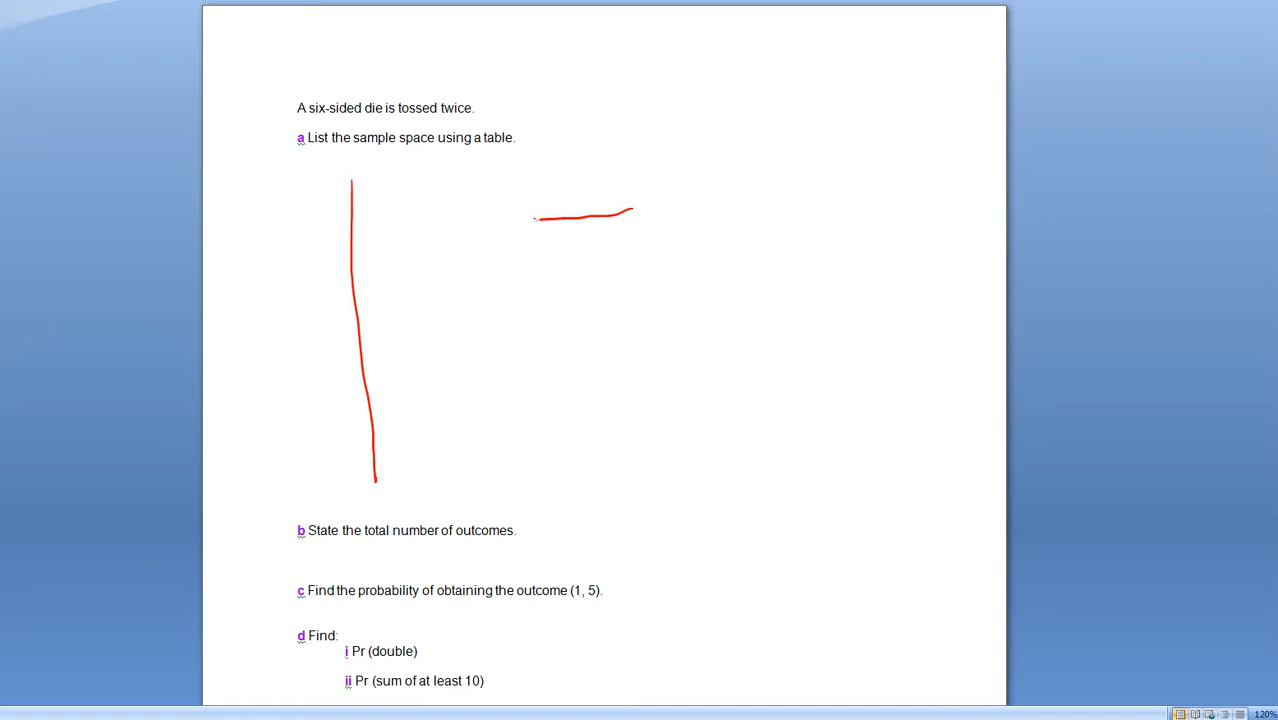 A six-sided die is tossed twice.
a List the sample space using a table.
b State the total number of outcomes.
c Find the probability of obtaining the outcome (1, 5).
d Find:
i Pr (double)
ii Pr (sum of at least 10)
120%